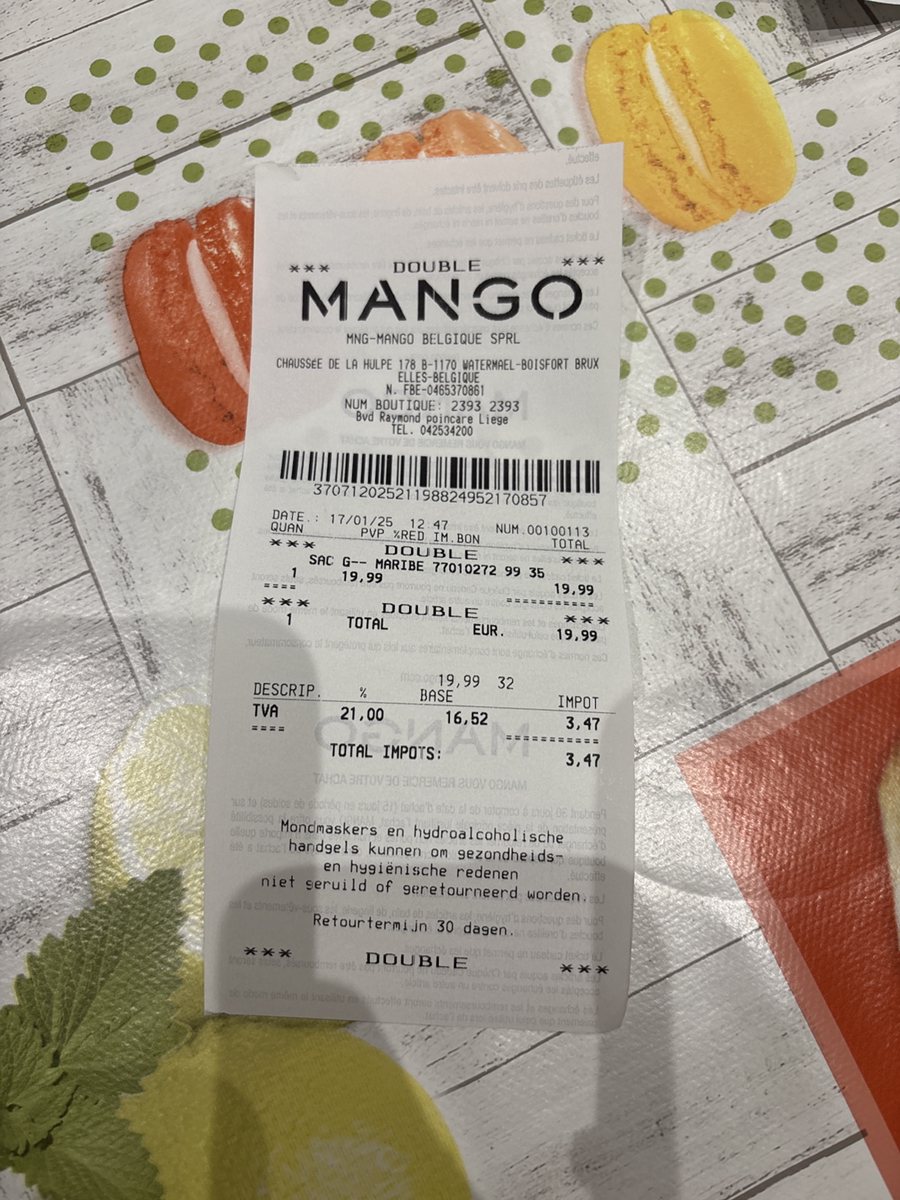 *** DOUBLE ***
MANGO
MNG-MANGO BELGIQUE SPRL
CHAUSSéE DE LA HULPE 178 B-1170 WATERMAEL-BOISFORT BRUX
ELLES-BELGIQUE
N. FBE-0465370861
NUM BOUTIQUE: 2393 2393
Bvd Raymond poincare Liege
TEL. 042534200
37071202521198824952170857
DATE.: 17/01/25 12:47 NUM.00100113
QUAN PVP %RED IM.BON TOTAL
*** DOUBLE ***
SAC G-- MARIBE 77010272 99 35
1 19,99 19,99
==== ===========
*** DOUBLE ***
1 TOTAL EUR. 19,99
19,99 32
DESCRIP. % BASE IMPOT
TVA 21,00 16,52 3,47
==== ===========
TOTAL IMPOTS: 3,47
Mondmaskers en hydroalcoholische
handgels kunnen om gezondheids-
en hygiënische redenen
niet geruild of geretourneerd worden.
Retourtermijn 30 dagen.
*** DOUBLE ***